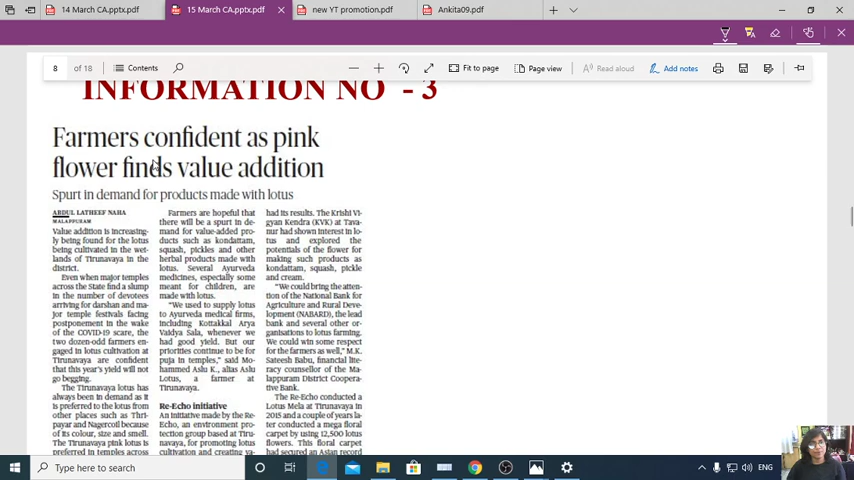 14 March CA.pptx.pdf
15 March CA.pptx.pdf
new YT promotion.pdf
Ankita09.pdf
8 of 18
Contents
Fit to page
Page view
Read aloud
Add notes
INFORMATION NO - 3
Farmers confident as pink
flower finds value addition
Spurt in demand for products made with lotus
ABDUL LATHEEF NAHA
MALAPPURAM
Value addition is increasing-
ly being found for the lotus
being cultivated in the wet-
lands of Tirunavaya in the
district.
Even when major temples
across the State find a slump
in the number of devotees
arriving for darshan and ma-
jor temple festivals facing
postponement in the wake
of the COVID-19 scare, the
two dozen-odd farmers en-
gaged in lotus cultivation at
Tirunavaya are confident
that this year's yield will not
go begging.
The Tirunavaya lotus has
always been in demand as it
is preferred to the lotus from
other places such as Thri-
payar and Nagercoil because
of its colour, size and smell.
The Tirunavaya pink lotus is
preferred in temples across
Farmers are hopeful that
there will be a spurt in de-
mand for value-added pro-
ducts such as kondattam,
squash, pickles and other
herbal products made with
lotus. Several Ayurveda
medicines, especially some
meant for children, are
made with lotus.
"We used to supply lotus
to Ayurveda medical firms,
including Kottakkal Arya
Vaidya Sala, whenever we
had good yield. But our
priorities continue to be for
puja in temples," said Mo-
hammed Aslu K., alias Aslu
Lotus, a farmer at
Tirunavaya.
Re-Echo initiative
An initiative made by the Re-
Echo, an environment pro-
tection group based at Tiru-
navaya, for promoting lotus
cultivation and creating va-
had its results. The Krishi Vi-
gyan Kendra (KVK) at Tava-
nur had shown interest in lo-
tus and explored the
potentials of the flower for
making such products as
kondattam, squash, pickle
and cream.
"We could bring the atten-
tion of the National Bank for
Agriculture and Rural Deve-
lopment (NABARD), the lead
bank and several other or-
ganisations to lotus farming.
We could win some respect
for the farmers as well," M.K.
Sateesh Babu, financial liter-
acy counsellor of the Ma-
lappuram District Coopera-
tive Bank.
The Re-Echo conducted a
Lotus Mela at Tirunavaya in
2015 and a couple of years la-
ter conducted a mega floral
carpet by using 12,500 lotus
flowers. This floral carpet
had secured an Asian record
Type here to search
ENG